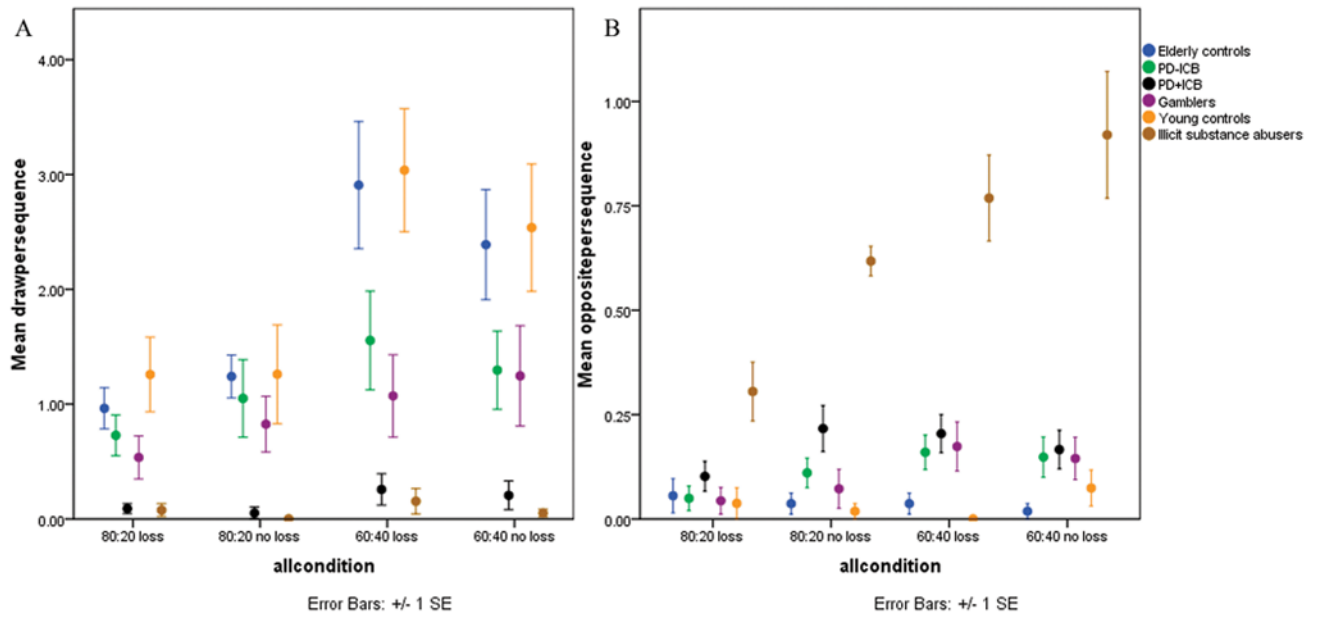 A
4.00
3.00
2.00
1.00
0.00
Mean drawpersequence
80:20 loss
80:20 no loss
60:40 loss
60:40 no loss
allcondition
Error Bars: +/- 1 SE
B
1.00
0.75
0.50
0.25
0.00
Mean oppositepersequence
80:20 loss
80:20 no loss
60:40 loss
60:40 no loss
allcondition
Error Bars: +/- 1 SE
Elderly controls
PD-ICB
PD+ICB
Gamblers
Young controls
Illicit substance abusers